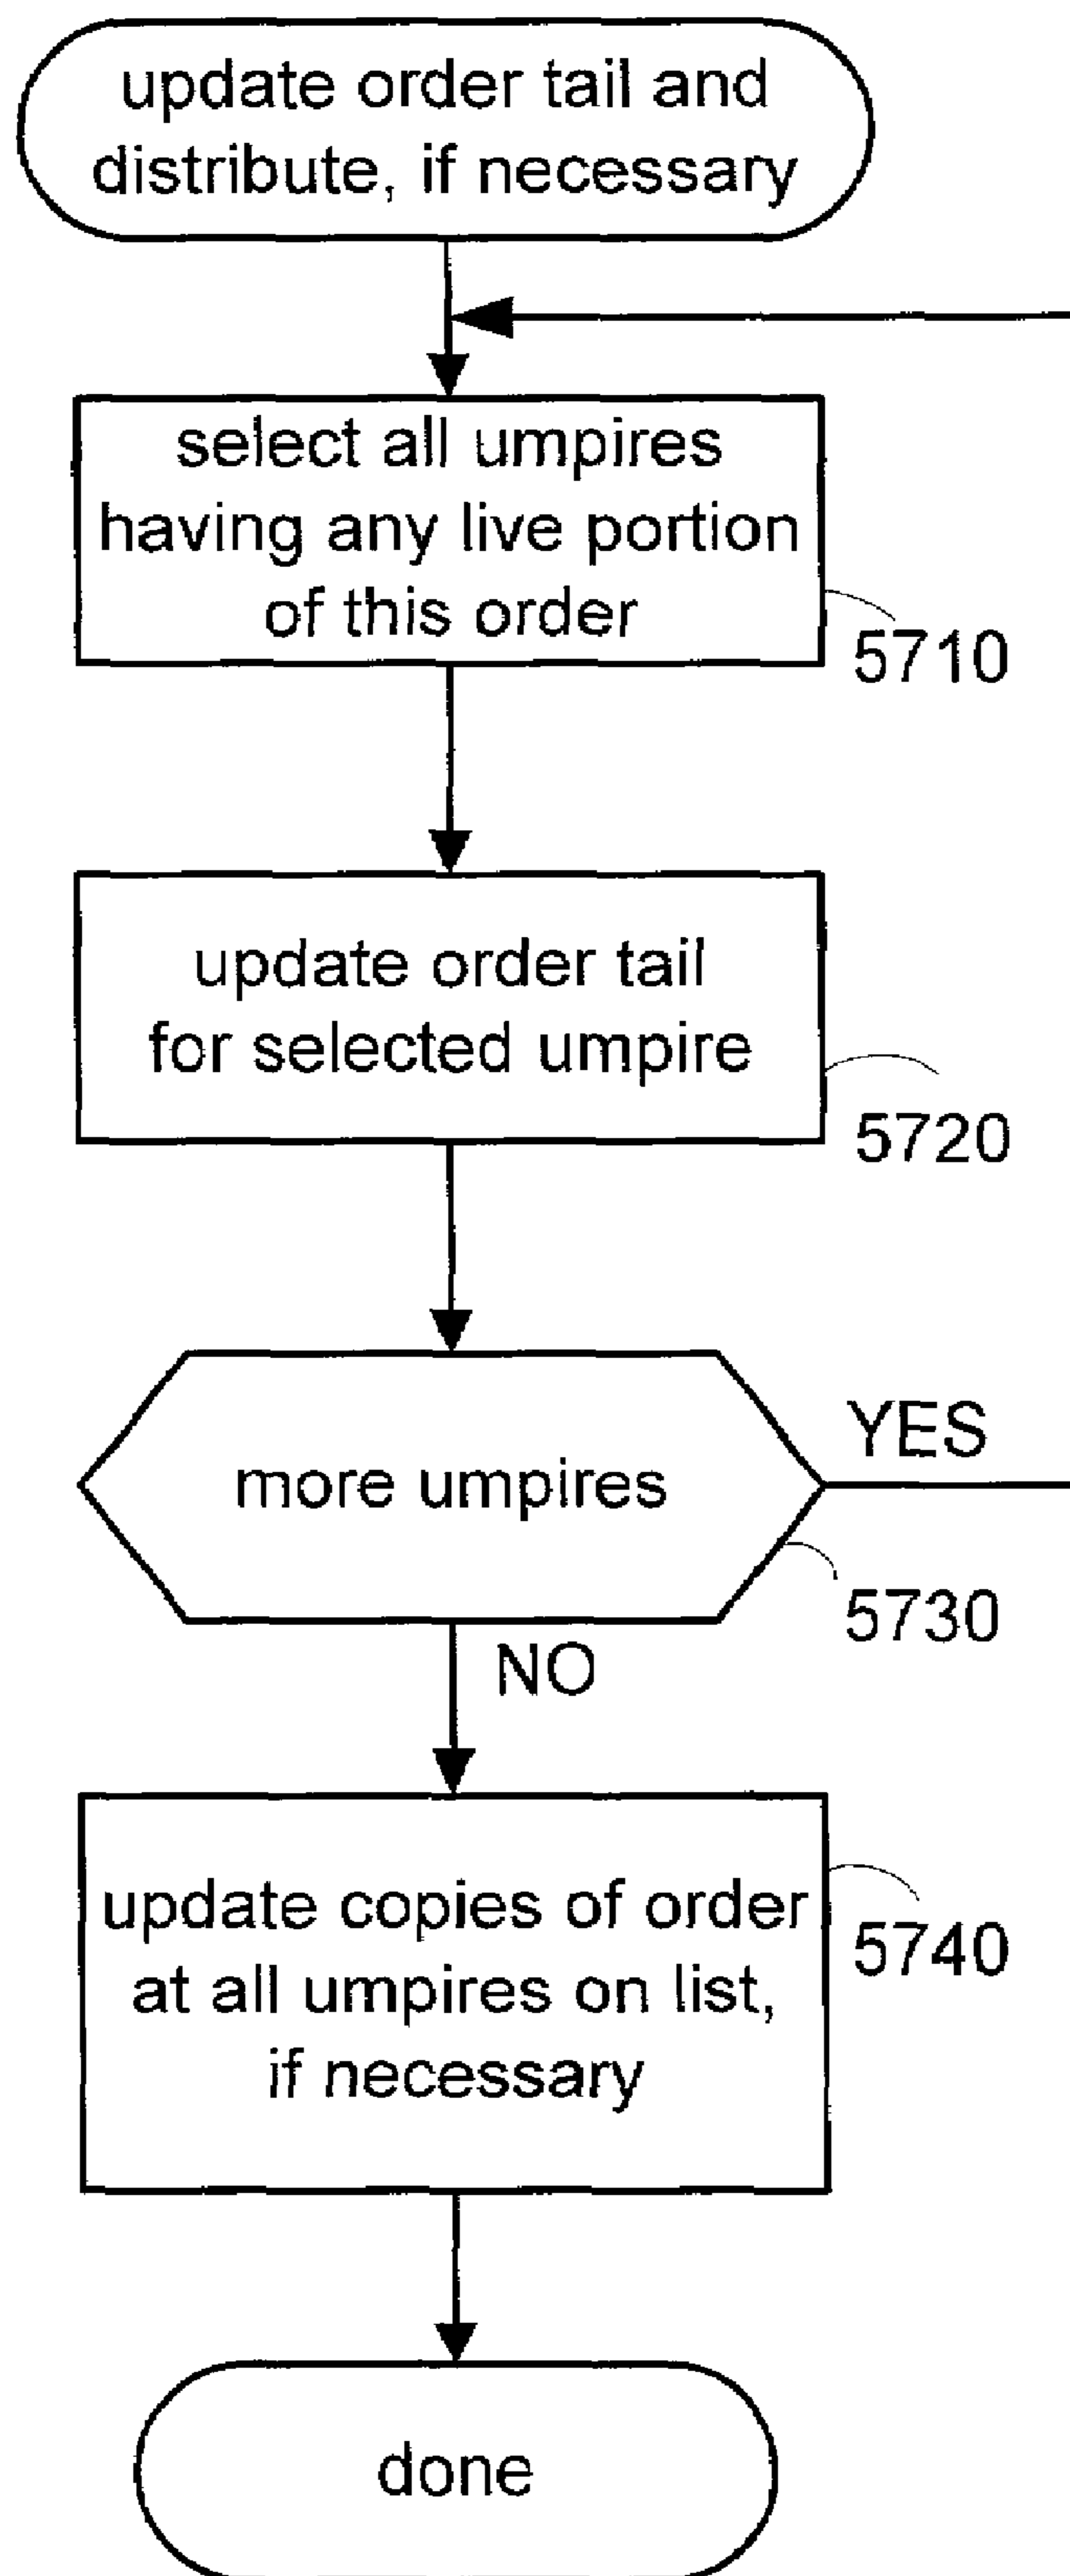 update order tail and
distribute, if necessary
select all umpires
having any live portion
of this order
5710
update order tail
for selected umpire
5720
more umpires
YES
5730
NO
update copies of order
at all umpires on list,
if necessary
5740
done